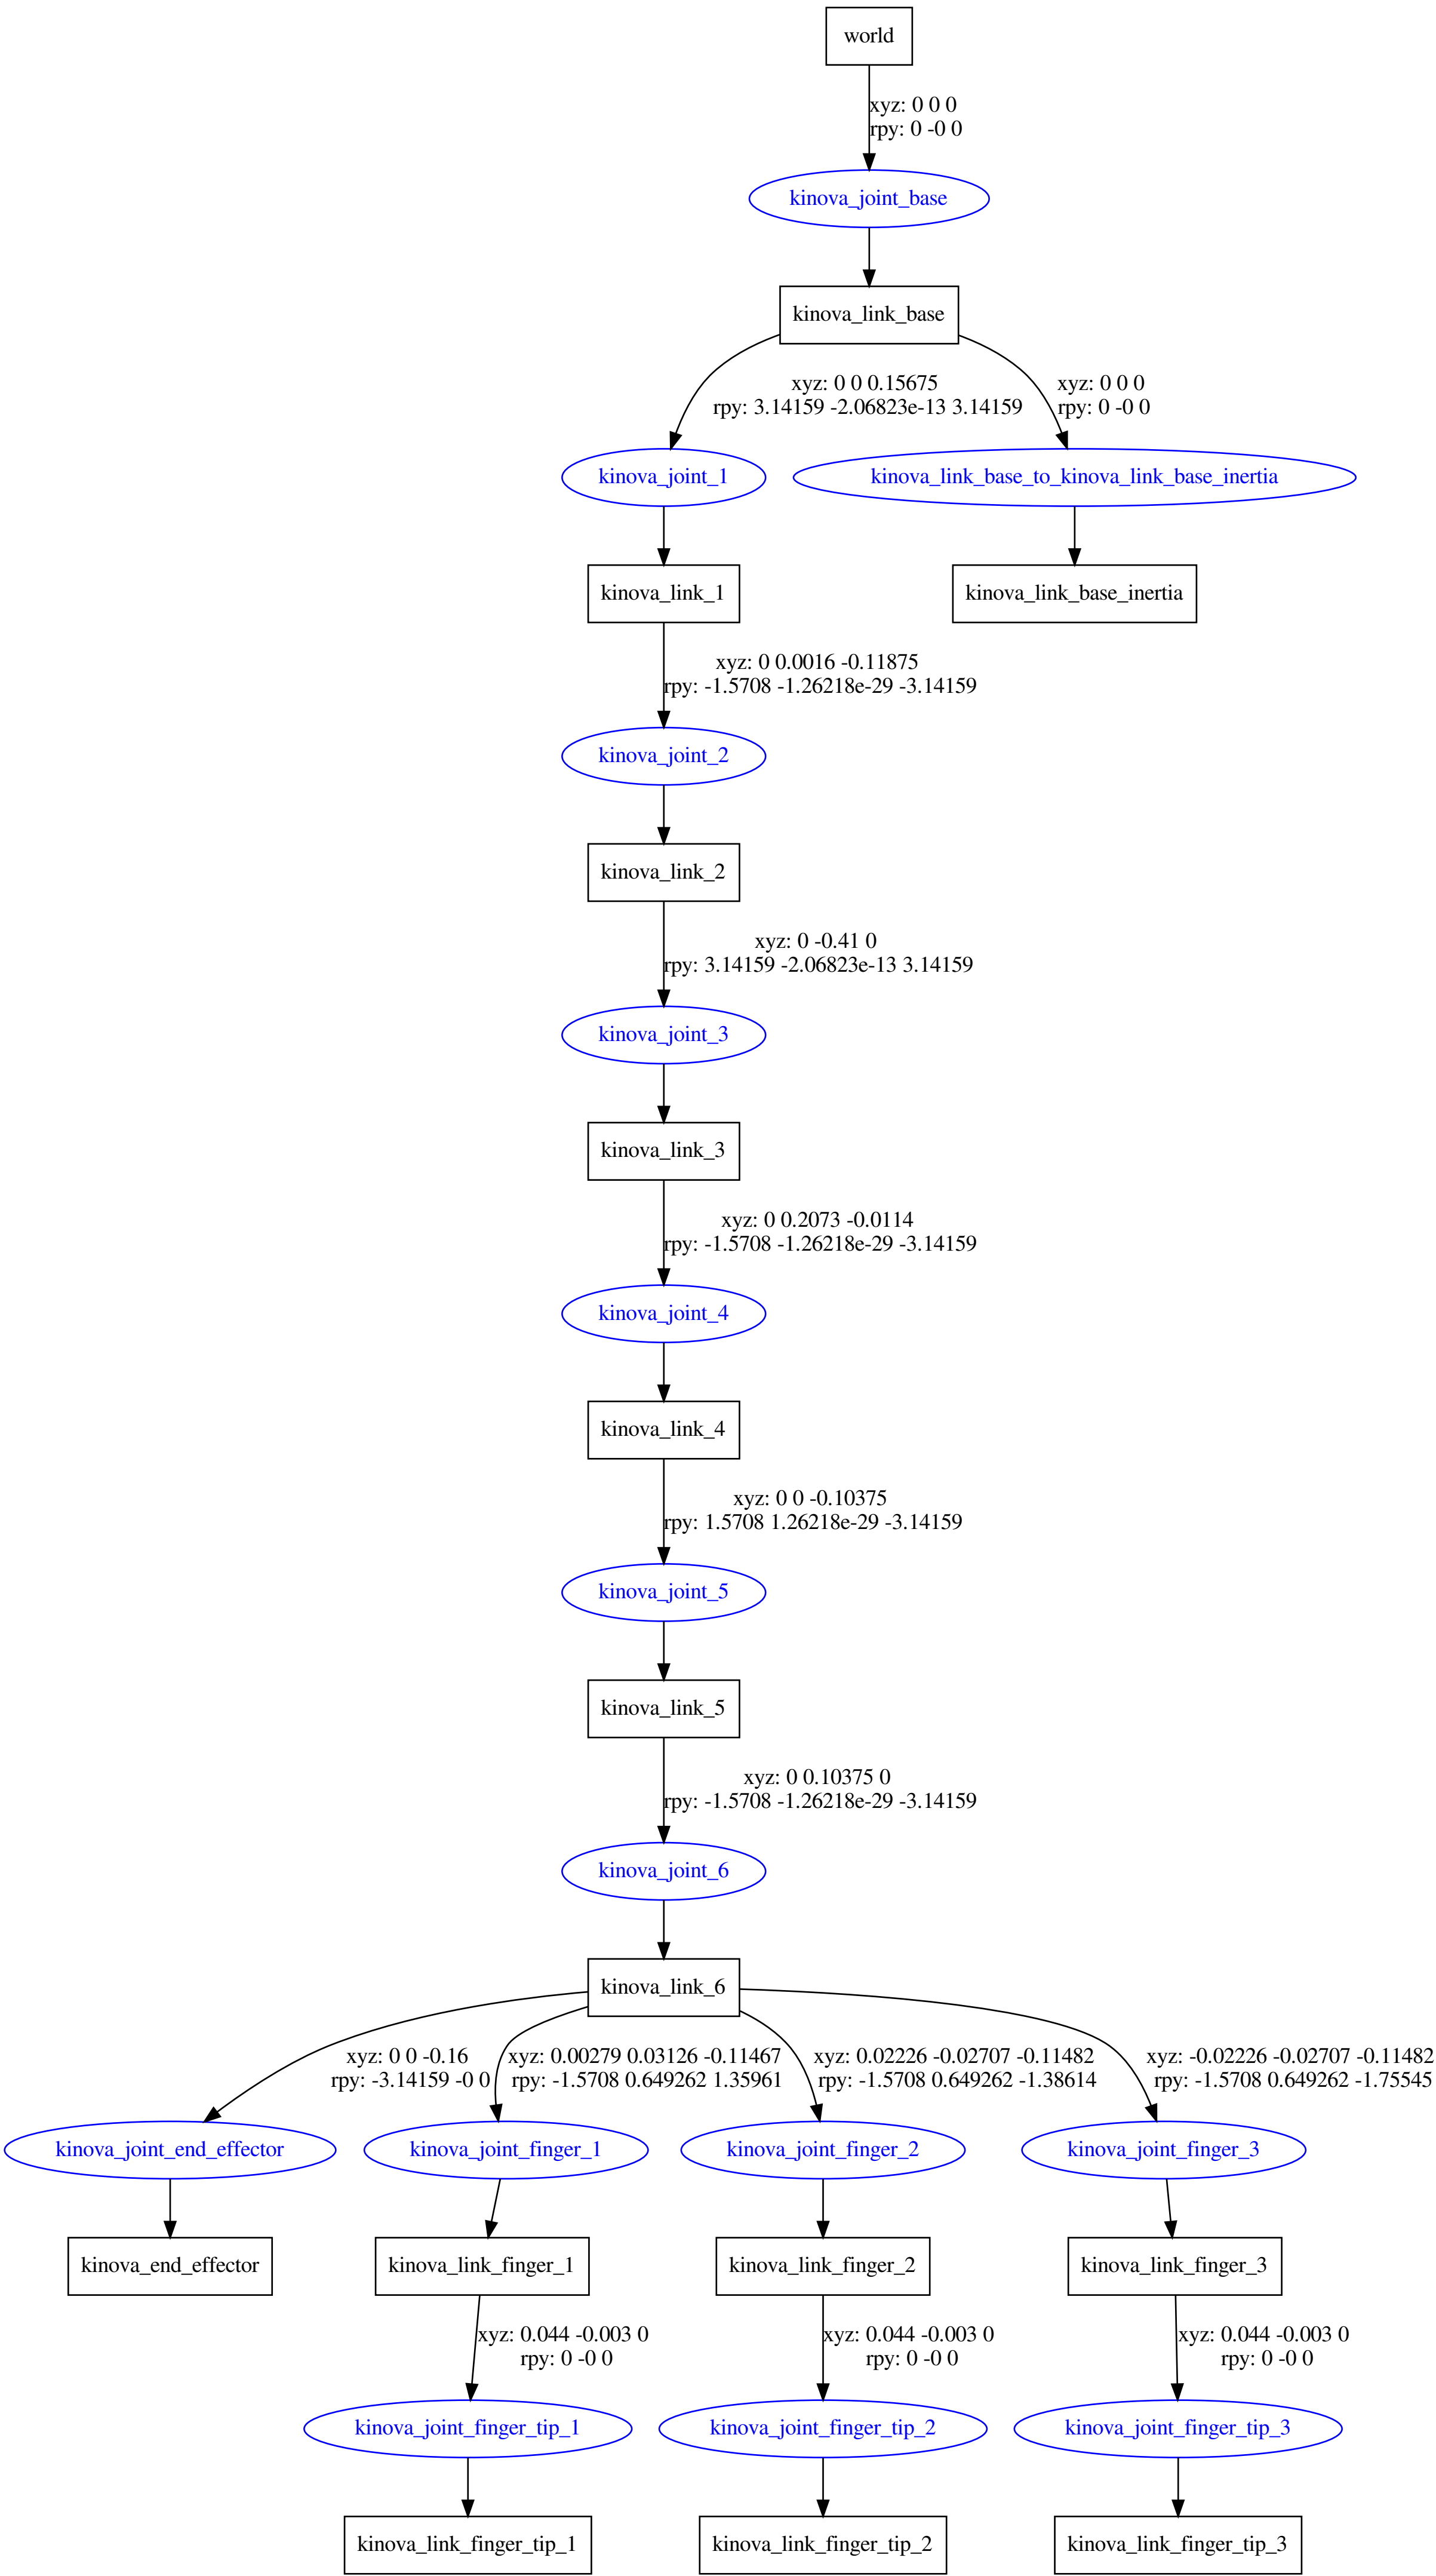 world
xyz: 0 0 0
rpy: 0 -0 0
kinova_joint_base
kinova_link_base
xyz: 0 0 0.15675
rpy: 3.14159 -2.06823e-13 3.14159
xyz: 0 0 0
rpy: 0 -0 0
kinova_joint_1
kinova_link_base_to_kinova_link_base_inertia
kinova_link_1
kinova_link_base_inertia
xyz: 0 0.0016 -0.11875
rpy: -1.5708 -1.26218e-29 -3.14159
kinova_joint_2
kinova_link_2
xyz: 0 -0.41 0
rpy: 3.14159 -2.06823e-13 3.14159
kinova_joint_3
kinova_link_3
xyz: 0 0.2073 -0.0114
rpy: -1.5708 -1.26218e-29 -3.14159
kinova_joint_4
kinova_link_4
xyz: 0 0 -0.10375
rpy: 1.5708 1.26218e-29 -3.14159
kinova_joint_5
kinova_link_5
xyz: 0 0.10375 0
rpy: -1.5708 -1.26218e-29 -3.14159
kinova_joint_6
kinova_link_6
xyz: 0 0 -0.16
rpy: -3.14159 -0 0
xyz: 0.00279 0.03126 -0.11467
rpy: -1.5708 0.649262 1.35961
xyz: 0.02226 -0.02707 -0.11482
rpy: -1.5708 0.649262 -1.38614
xyz: -0.02226 -0.02707 -0.11482
rpy: -1.5708 0.649262 -1.75545
kinova_joint_end_effector
kinova_joint_finger_1
kinova_joint_finger_2
kinova_joint_finger_3
kinova_end_effector
kinova_link_finger_1
kinova_link_finger_2
kinova_link_finger_3
xyz: 0.044 -0.003 0
rpy: 0 -0 0
xyz: 0.044 -0.003 0
rpy: 0 -0 0
xyz: 0.044 -0.003 0
rpy: 0 -0 0
kinova_joint_finger_tip_1
kinova_joint_finger_tip_2
kinova_joint_finger_tip_3
kinova_link_finger_tip_1
kinova_link_finger_tip_2
kinova_link_finger_tip_3